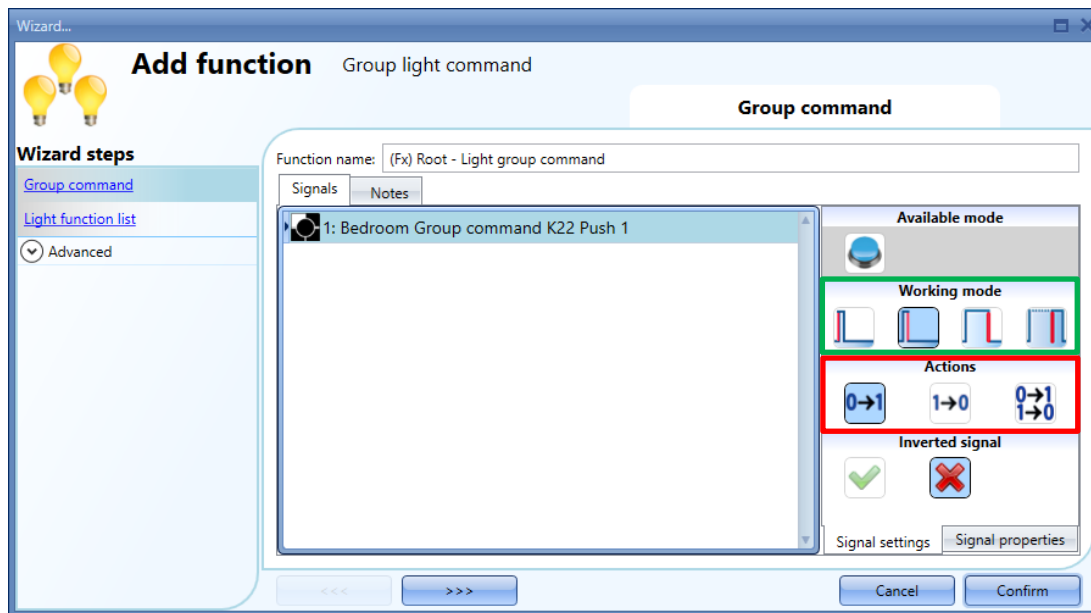 Wizard...
Add function Group light command
Group command
Wizard steps
Group command
Light function list
Advanced
Function name: (Fx) Root - Light group command
Signals Notes
1: Bedroom Group command K22 Push 1
Available mode
Working mode
Actions
0→1 1→0 0→1
1→0
Inverted signal
Signal settings Signal properties
<<< >>> Cancel Confirm